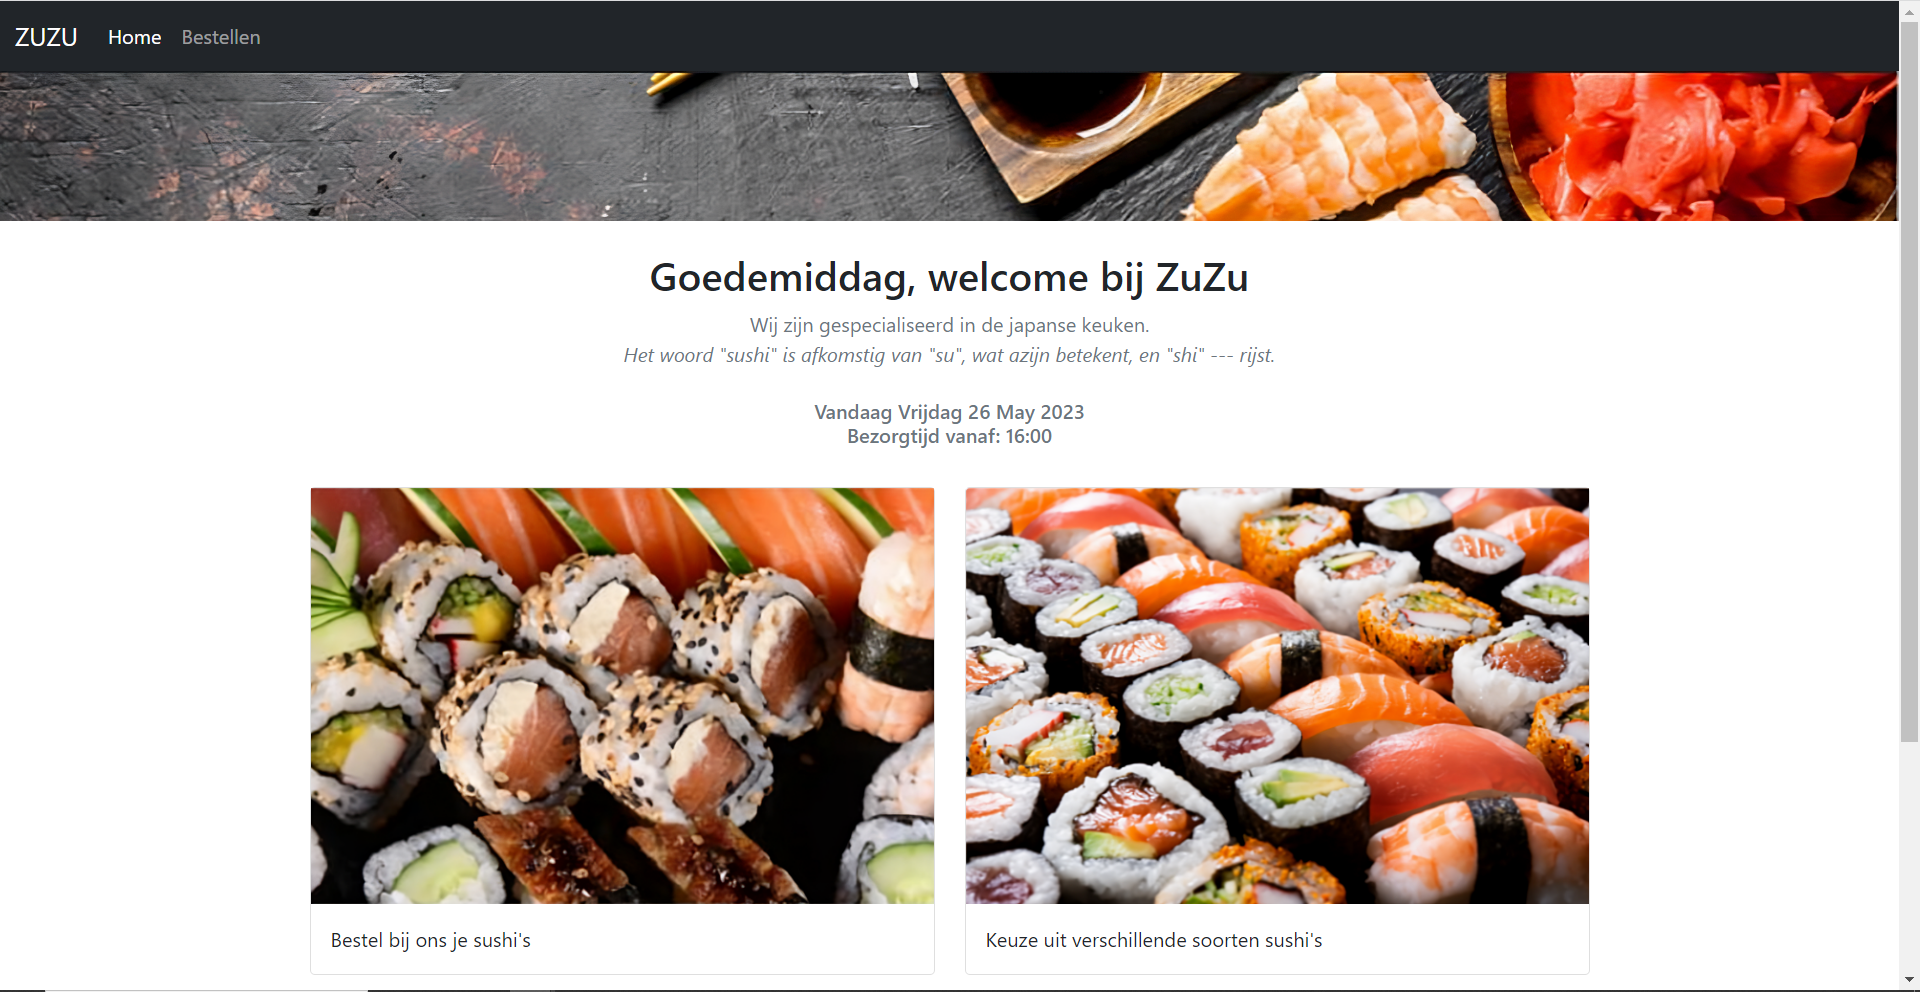 ZUZU Home Bestellen
Goedemiddag, welcome bij ZuZu
Wij zijn gespecialiseerd in de japanse keuken.
Het woord "sushi" is afkomstig van "su", wat azijn betekent, en "shi" --- rijst.
Vandaag Vrijdag 26 May 2023
Bezorgtijd vanaf: 16:00
Bestel bij ons je sushi's
Keuze uit verschillende soorten sushi's